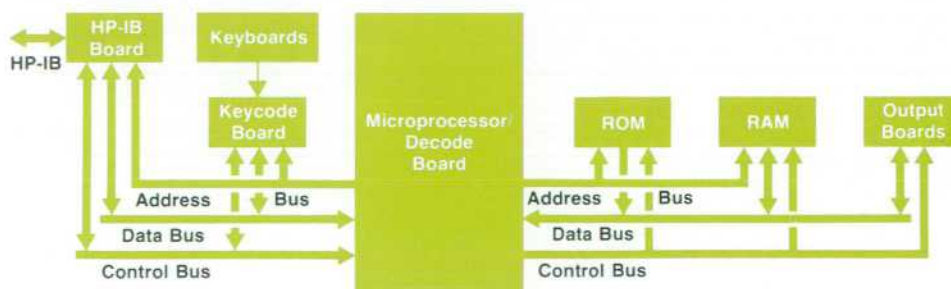 HP-IB
Board
HP-IB
Keyboards
Keycode
Board
Microprocessor/
Decode
Board
ROM
RAM
Output
Boards
Address Bus
Data Bus
Control Bus
Address Bus
Data Bus
Control Bus